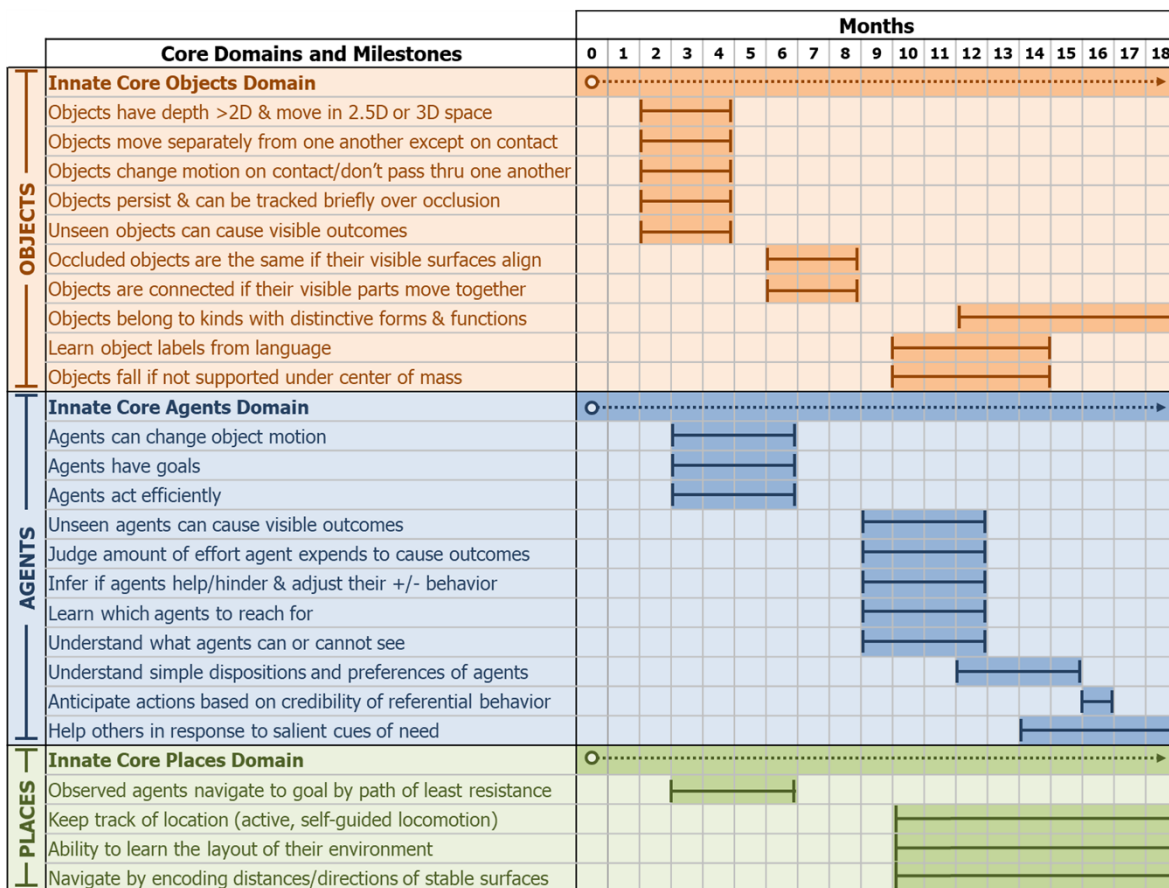 Months
Core Domains and Milestones
0 1 2 3 4 5 6 7 8 9 10 11 12 13 14 15 16 17 18
OBJECTS
Innate Core Objects Domain
Objects have depth >2D & move in 2.5D or 3D space
Objects move separately from one another except on contact
Objects change motion on contact/don't pass thru one another
Objects persist & can be tracked briefly over occlusion
Unseen objects can cause visible outcomes
Occluded objects are the same if their visible surfaces align
Objects are connected if their visible parts move together
Objects belong to kinds with distinctive forms & functions
Learn object labels from language
Objects fall if not supported under center of mass
AGENTS
Innate Core Agents Domain
Agents can change object motion
Agents have goals
Agents act efficiently
Unseen agents can cause visible outcomes
Judge amount of effort agent expends to cause outcomes
Infer if agents help/hinder & adjust their +/- behavior
Learn which agents to reach for
Understand what agents can or cannot see
Understand simple dispositions and preferences of agents
Anticipate actions based on credibility of referential behavior
Help others in response to salient cues of need
PLACES
Innate Core Places Domain
Observed agents navigate to goal by path of least resistance
Keep track of location (active, self-guided locomotion)
Ability to learn the layout of their environment
Navigate by encoding distances/directions of stable surfaces